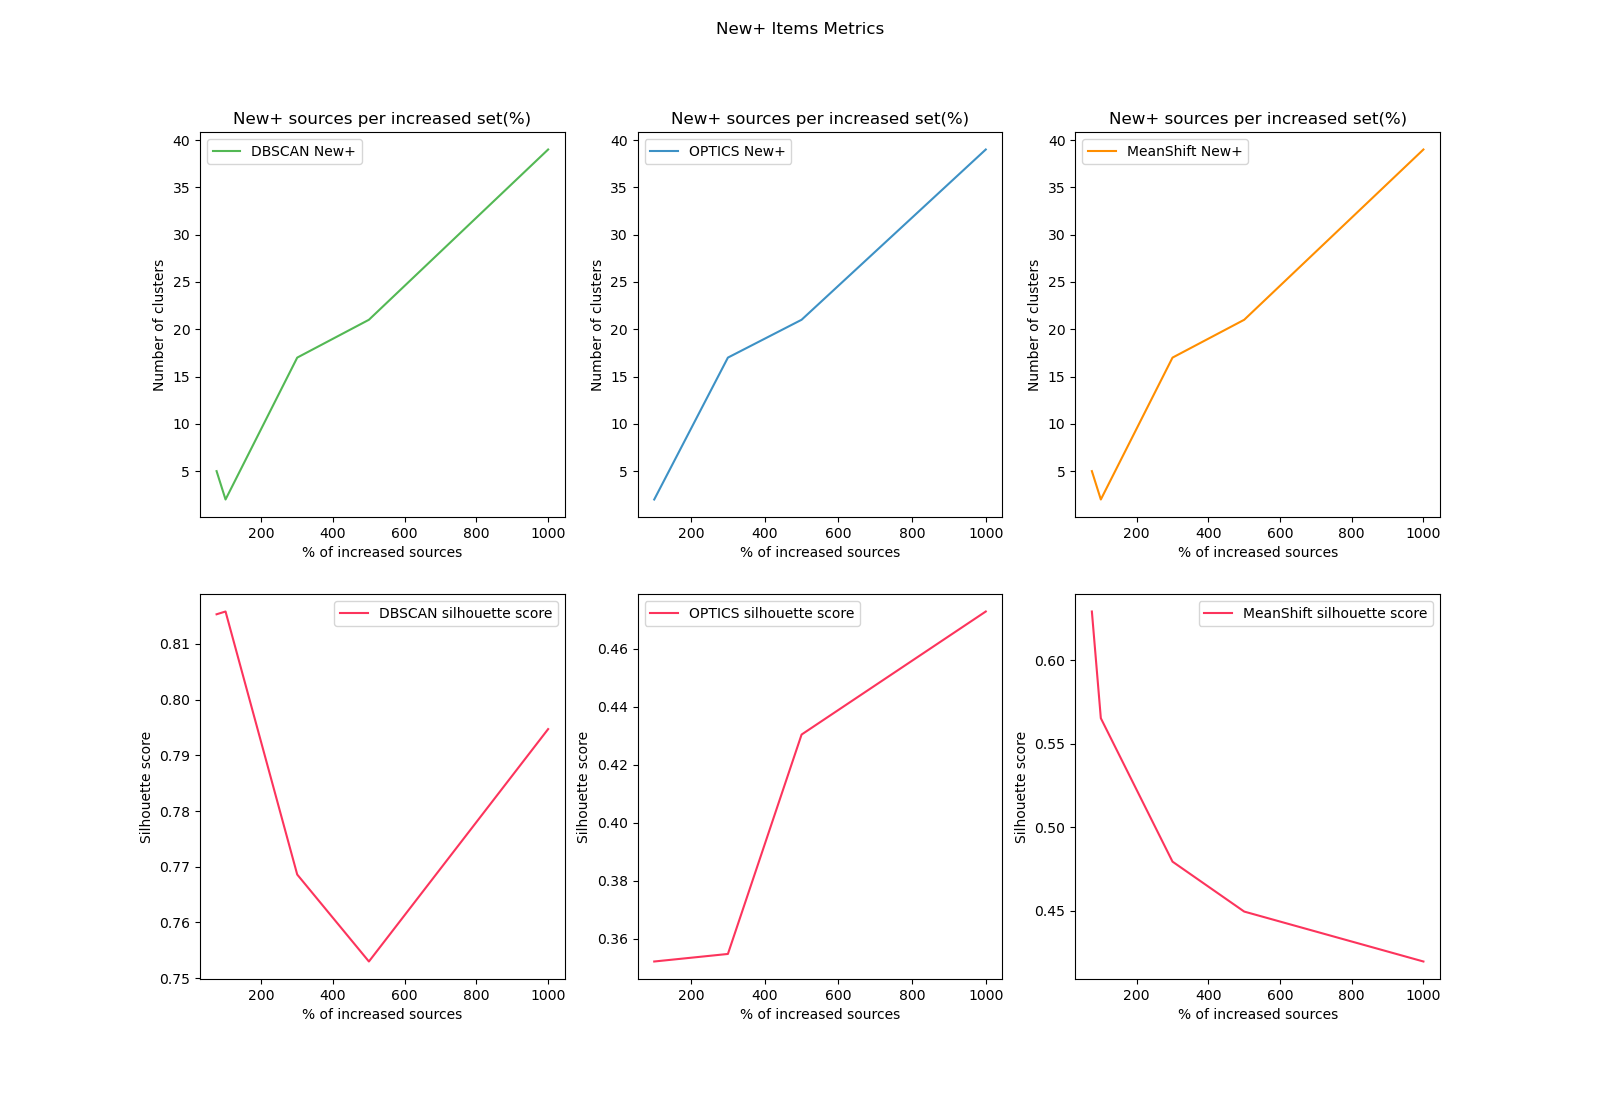 New+ Items Metrics
New+ sources per increased set(%)
DBSCAN New+
Number of clusters
40
35
30
25
20
15
10
5
200 400 600 800 1000
% of increased sources
New+ sources per increased set(%)
OPTICS New+
Number of clusters
40
35
30
25
20
15
10
5
200 400 600 800 1000
% of increased sources
New+ sources per increased set(%)
MeanShift New+
Number of clusters
40
35
30
25
20
15
10
5
200 400 600 800 1000
% of increased sources
DBSCAN silhouette score
Silhouette score
0.81
0.80
0.79
0.78
0.77
0.76
0.75
200 400 600 800 1000
% of increased sources
OPTICS silhouette score
Silhouette score
0.46
0.44
0.42
0.40
0.38
0.36
200 400 600 800 1000
% of increased sources
MeanShift silhouette score
Silhouette score
0.60
0.55
0.50
0.45
200 400 600 800 1000
% of increased sources